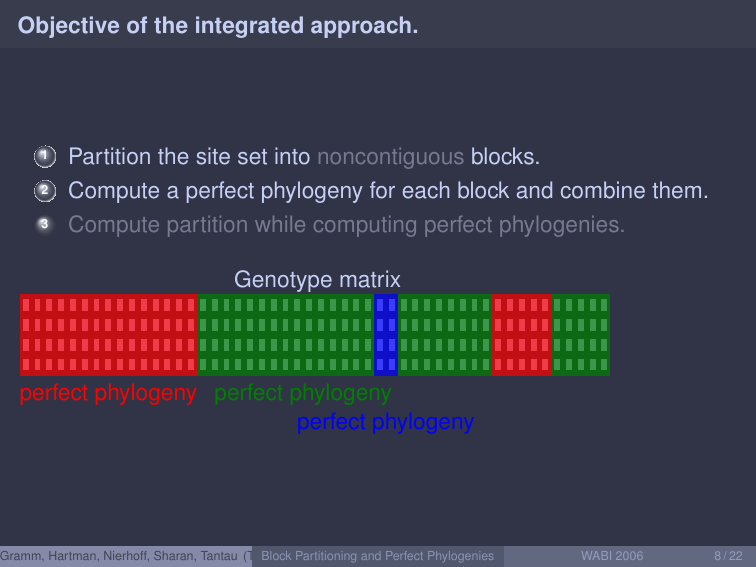 Objective of the integrated approach.
1 Partition the site set into noncontiguous blocks.
2 Compute a perfect phylogeny for each block and combine them.
3 Compute partition while computing perfect phylogenies.
Genotype matrix
perfect phylogeny perfect phylogeny
perfect phylogeny
Gramm, Hartman, Nierhoff, Sharan, Tantau (T Block Partitioning and Perfect Phylogenies WABI 2006 8 / 22